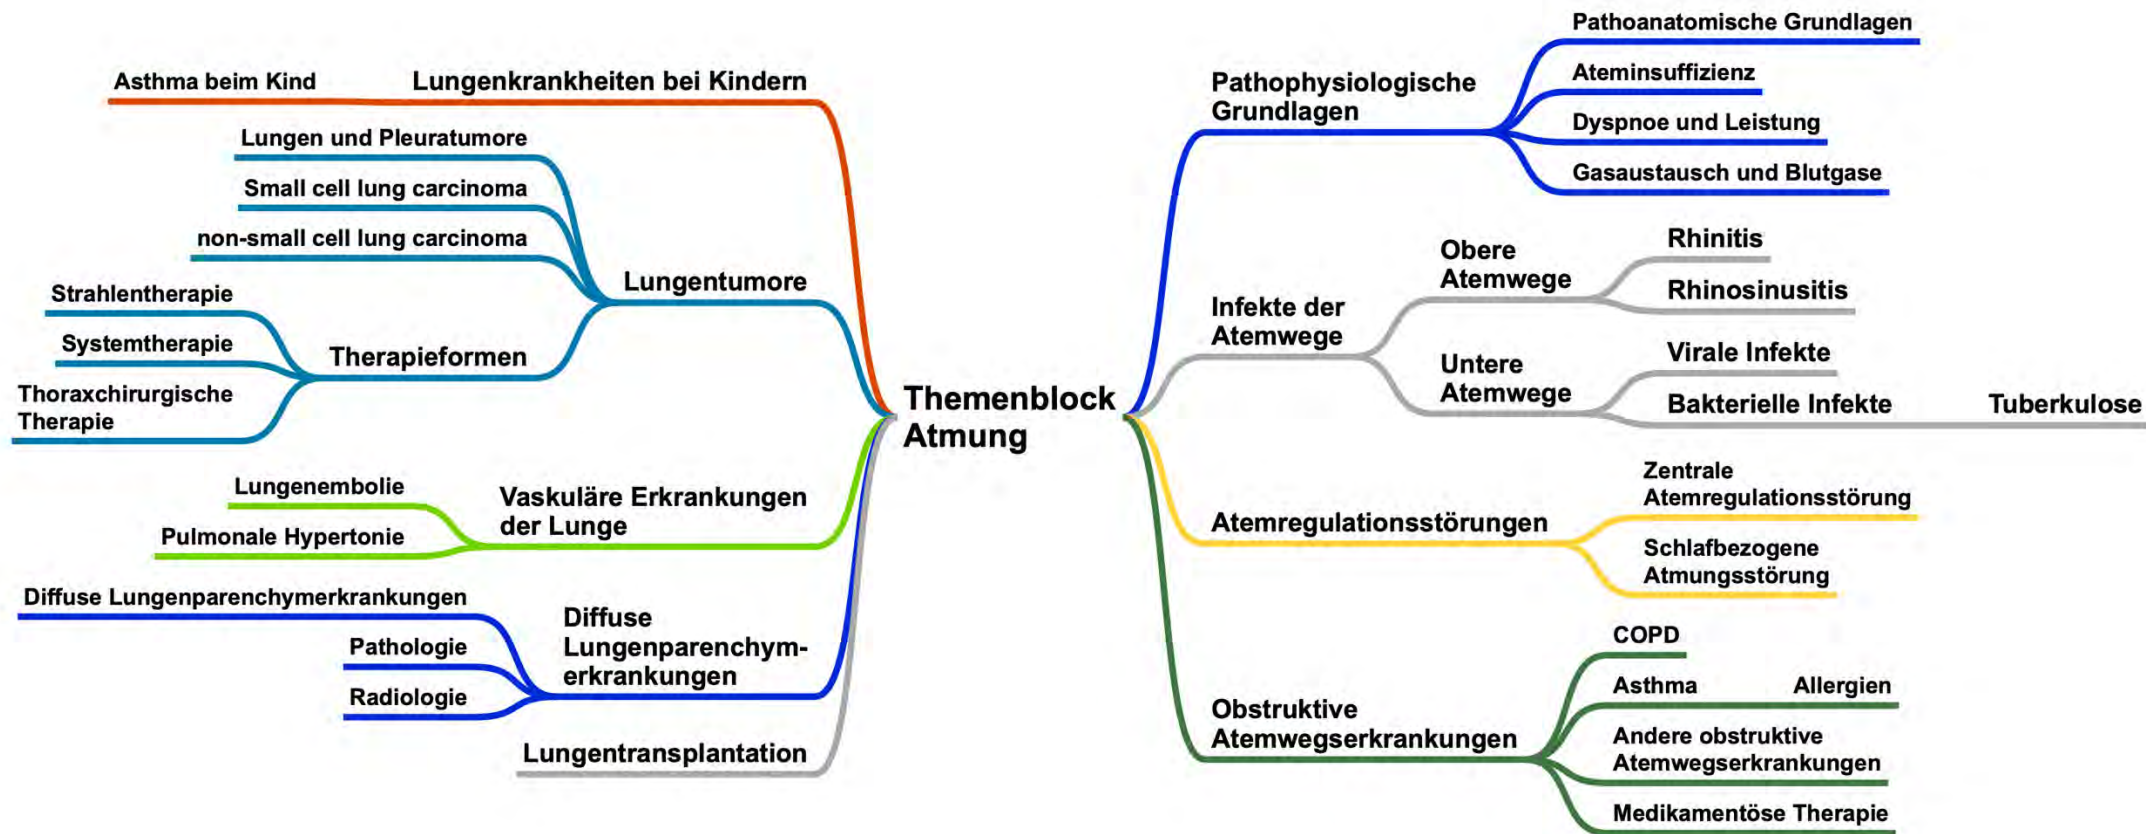 Themenblock
Atmung
Pathophysiologische
Grundlagen
Pathoanatomische Grundlagen
Ateminsuffizienz
Dyspnoe und Leistung
Gasaustausch und Blutgase
Infekte der
Atemwege
Obere
Atemwege
Rhinitis
Rhinosinusitis
Untere
Atemwege
Virale Infekte
Bakterielle Infekte
Tuberkulose
Atemregulationsstörungen
Zentrale
Atemregulationsstörung
Schlafbezogene
Atmungsstörung
Obstruktive
Atemwegserkrankungen
COPD
Asthma
Allergien
Andere obstruktive
Atemwegserkrankungen
Medikamentöse Therapie
Lungenkrankheiten bei Kindern
Asthma beim Kind
Lungentumore
Lungen und Pleuratumore
Small cell lung carcinoma
non-small cell lung carcinoma
Therapieformen
Strahlentherapie
Systemtherapie
Thoraxchirurgische
Therapie
Vaskuläre Erkrankungen
der Lunge
Lungenembolie
Pulmonale Hypertonie
Diffuse
Lungenparenchym-
erkrankungen
Diffuse Lungenparenchymerkrankungen
Pathologie
Radiologie
Lungentransplantation